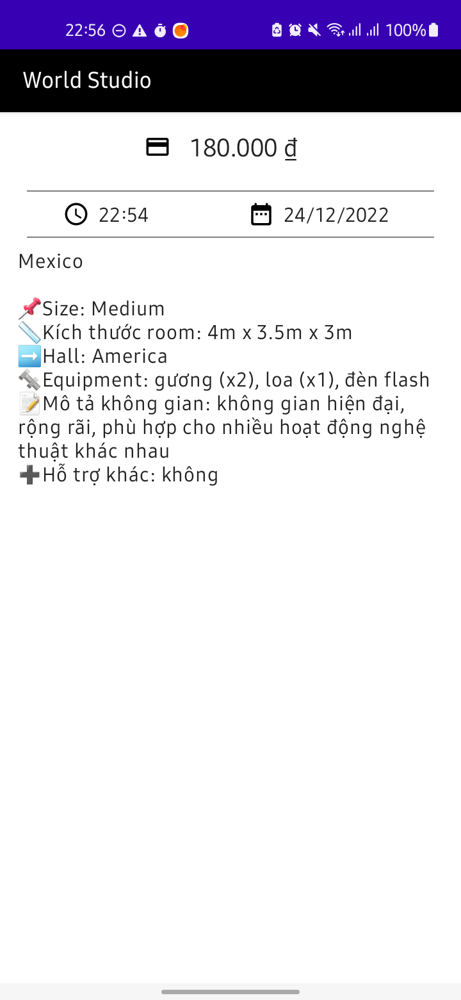 22:56
100%
World Studio
180.000 ₫
22:54
24/12/2022
Mexico
📌Size: Medium
📏Kích thước room: 4m x 3.5m x 3m
➡️Hall: America
🔩Equipment: gương (x2), loa (x1), đèn flash
📝Mô tả không gian: không gian hiện đại,
rộng rãi, phù hợp cho nhiều hoạt động nghệ
thuật khác nhau
➕Hỗ trợ khác: không